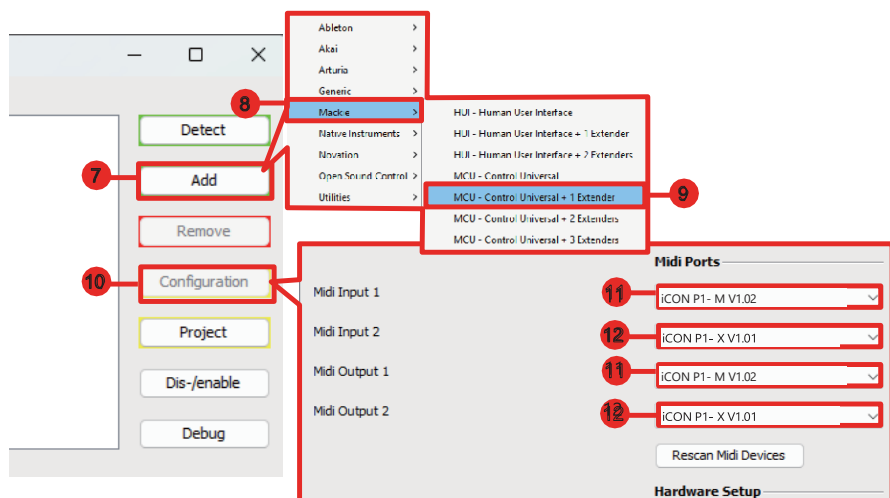 Ableton >
Akai >
Arturia >
Generic >
8
Mackie >
HUI - Human User Interface
Detect
Native Instruments >
HUI - Human User Interface + 1 Extender
Novation >
HUI - Human User Interface + 2 Extenders
7
Add
Open Sound Control >
MCU - Control Universal
Utilities >
MCU - Control Universal + 1 Extender
9
MCU - Control Universal + 2 Extenders
Remove
MCU - Control Universal + 3 Extenders
Midi Ports
10
Configuration
Midi Input 1
11
iCON P1- M V1.02
Project
Midi Input 2
12
iCON P1- X V1.01
Dis-/enable
Midi Output 1
11
iCON P1- M V1.02
Midi Output 2
12
iCON P1- X V1.01
Debug
Rescan Midi Devices
Hardware Setup